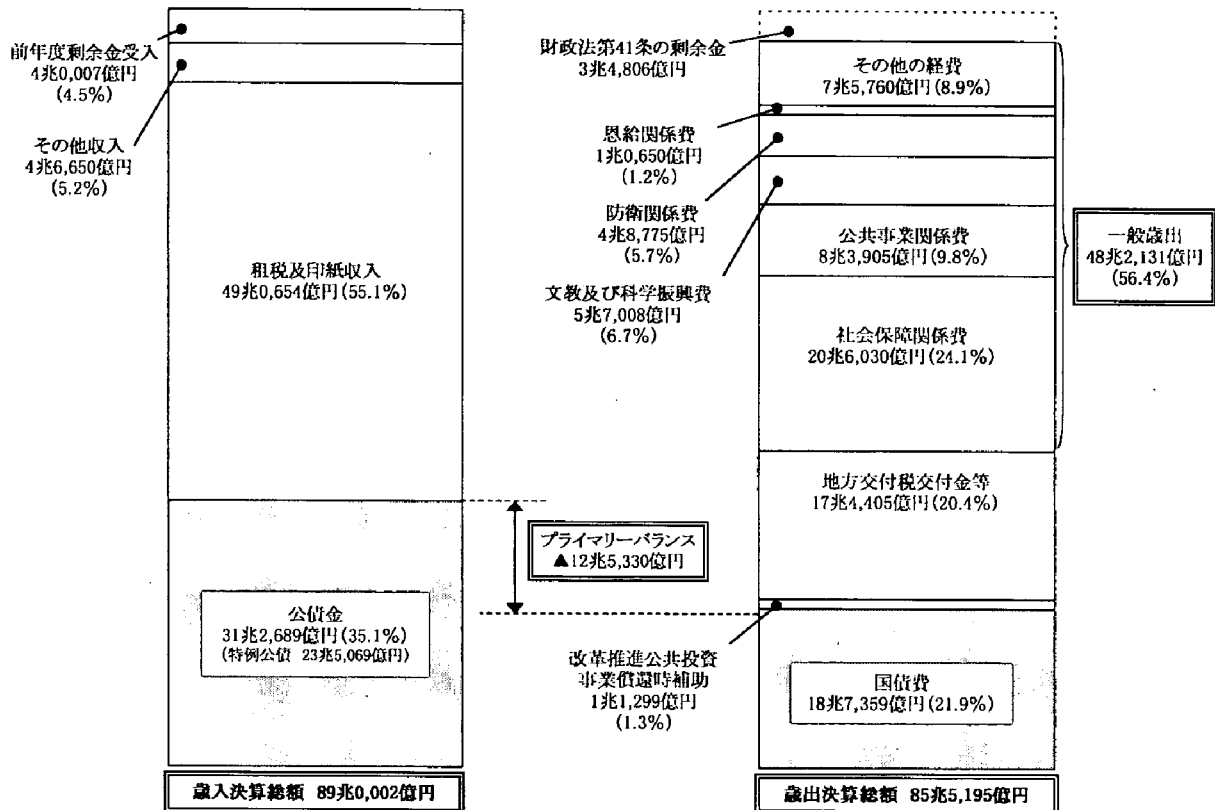 前年度剰余金受入
4兆0,007億円
(4.5%)
その他収入
4兆6,650億円
(5.2%)
租税及印紙収入
49兆0,654億円(55.1%)
公債金
31兆2,689億円(35.1%)
(特例公債 23兆5,069億円)
歳入決算総額 89兆0,002億円
プライマリーバランス
▲12兆5,330億円
財政法第41条の剰余金
3兆4,806億円
その他の経費
7兆5,760億円(8.9%)
恩給関係費
1兆0,650億円
(1.2%)
防衛関係費
4兆8,775億円
(5.7%)
文教及び科学振興費
5兆7,008億円
(6.7%)
公共事業関係費
8兆3,905億円(9.8%)
社会保障関係費
20兆6,030億円(24.1%)
一般歳出
48兆2,131億円
(56.4%)
地方交付税交付金等
17兆4,405億円(20.4%)
改革推進公共投資
事業償還時補助
1兆1,299億円
(1.3%)
国債費
18兆7,359億円(21.9%)
歳出決算総額 85兆5,195億円